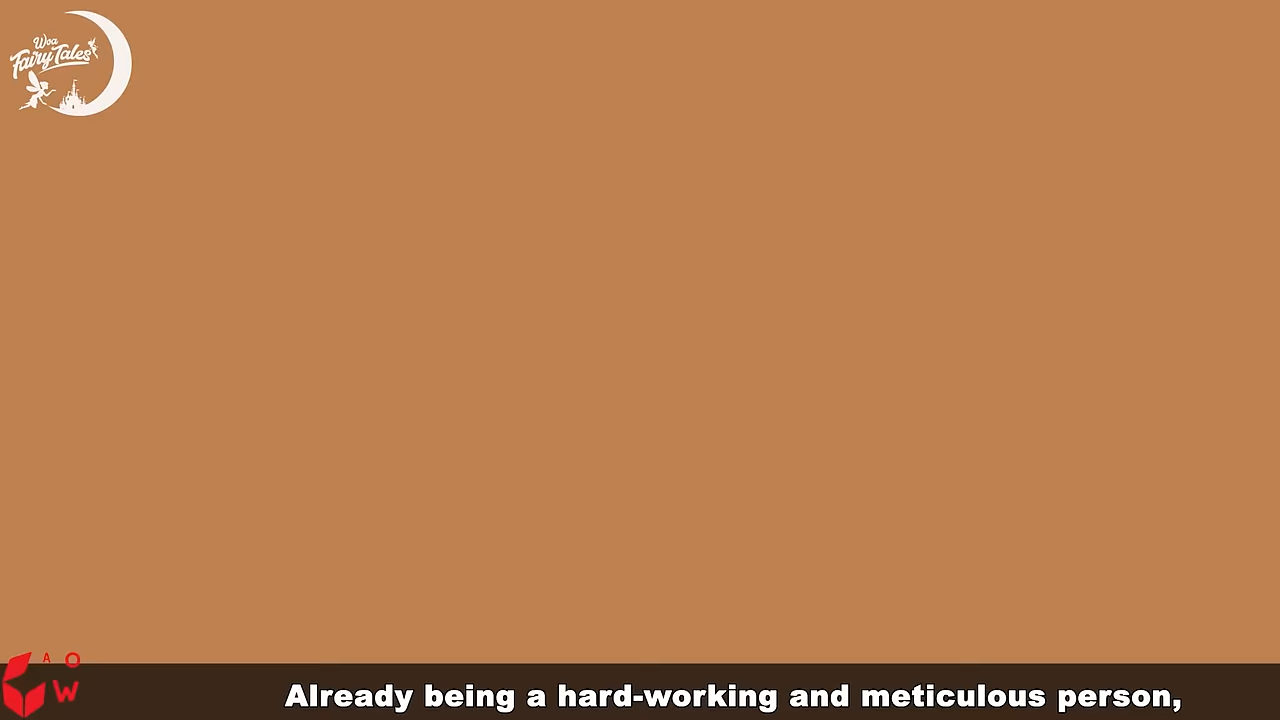 Woa
Fairy Tales
A O
W
Already being a hard-working and meticulous person,